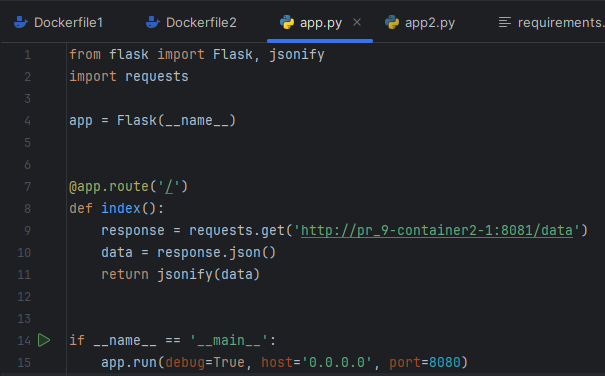 Dockerfile1 Dockerfile2 app.py app2.py requirements.
1 from flask import Flask, jsonify
2 import requests
3
4 app = Flask(__name__)
5
6
7 @app.route('/')
8 def index():
9     response = requests.get('http://pr_9-container2-1:8081/data')
10     data = response.json()
11     return jsonify(data)
12
13
14 if __name__ == '__main__':
15     app.run(debug=True, host='0.0.0.0', port=8080)